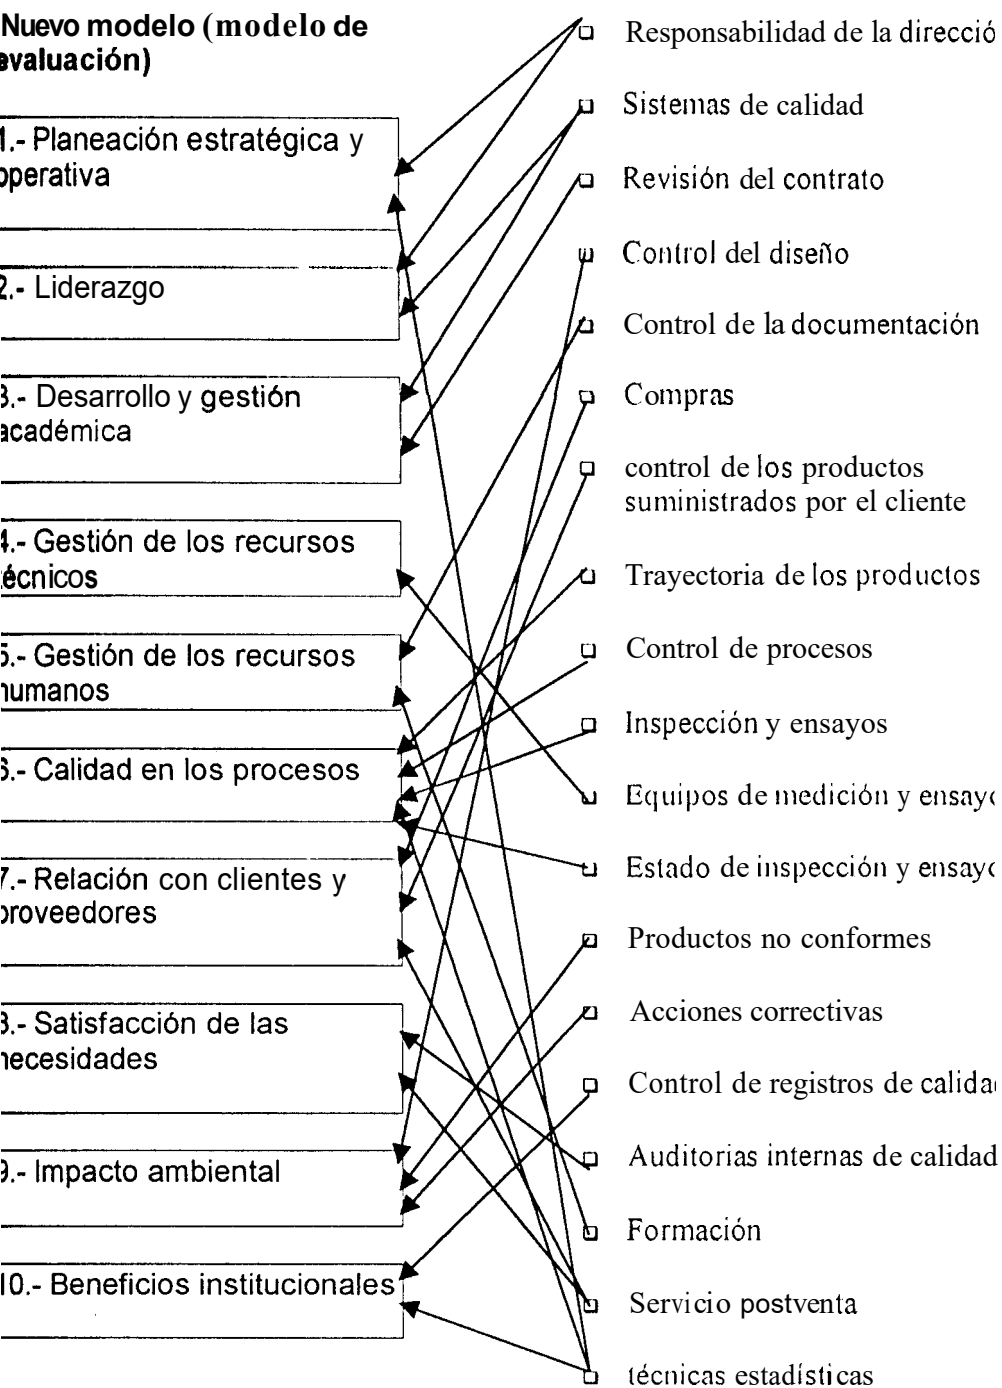 Nuevo modelo (modelo de
evaluación)
1.- Planeación estratégica y
operativa
2.- Liderazgo
3.- Desarrollo y gestión
académica
4.- Gestión de los recursos
técnicos
5.- Gestión de los recursos
humanos
6.- Calidad en los procesos
7.- Relación con clientes y
proveedores
8.- Satisfacción de las
necesidades
9.- Impacto ambiental
10.- Beneficios institucionales
Responsabilidad de la direcció
Sistemas de calidad
Revisión del contrato
Control del diseño
Control de la documentación
Compras
control de los productos
suministrados por el cliente
Trayectoria de los productos
Control de procesos
Inspección y ensayos
Equipos de medición y ensayo
Estado de inspección y ensayo
Productos no conformes
Acciones correctivas
Control de registros de calidad
Auditorias internas de calidad
Formación
Servicio postventa
técnicas estadísticas